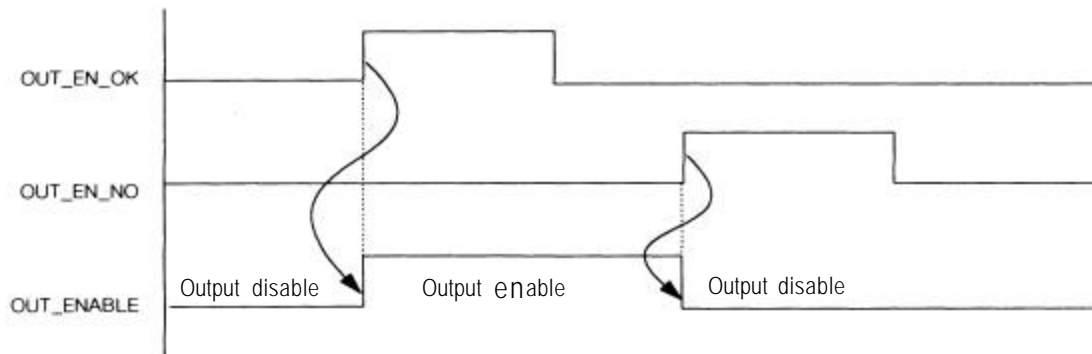 OUT_EN_OK
OUT_EN_NO
Output disable
Output enable
Output disable
OUT_ENABLE